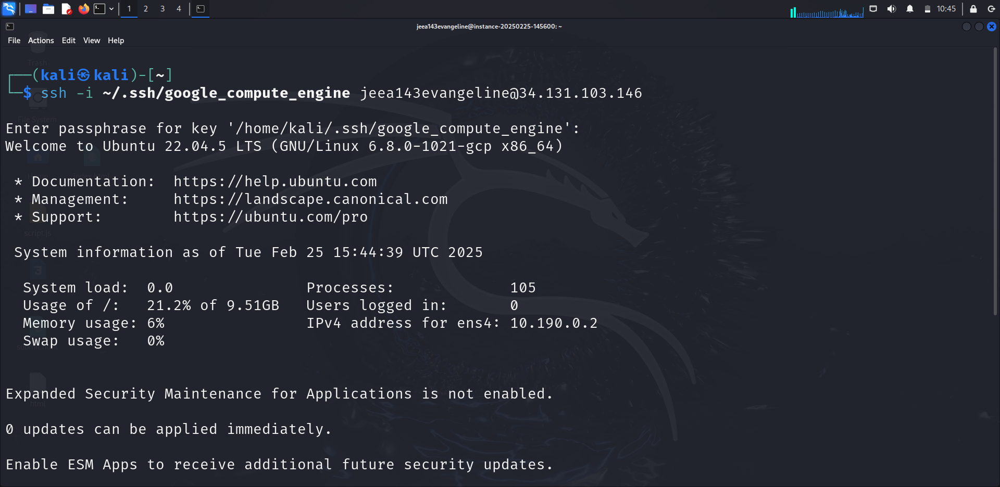 1 2 3 4 10:45
jeea143evangeline@instance-20250225-145600: ~
File Actions Edit View Help
Trash
┌──(kali㉿kali)-[~]
└─$ ssh -i ~/.ssh/google_compute_engine jeea143evangeline@34.131.103.146
File System
Enter passphrase for key '/home/kali/.ssh/google_compute_engine':
Welcome to Ubuntu 22.04.5 LTS (GNU/Linux 6.8.0-1021-gcp x86_64)
* Documentation: https://help.ubuntu.com
* Management: https://landscape.canonical.com
* Support: https://ubuntu.com/pro
script.js
System information as of Tue Feb 25 15:44:39 UTC 2025
System load: 0.0 Processes: 105
Usage of /: 21.2% of 9.51GB Users logged in: 0
Memory usage: 6% IPv4 address for ens4: 10.190.0.2
Swap usage: 0%
Expanded Security Maintenance for Applications is not enabled.
html
0 updates can be applied immediately.
Enable ESM Apps to receive additional future security updates.